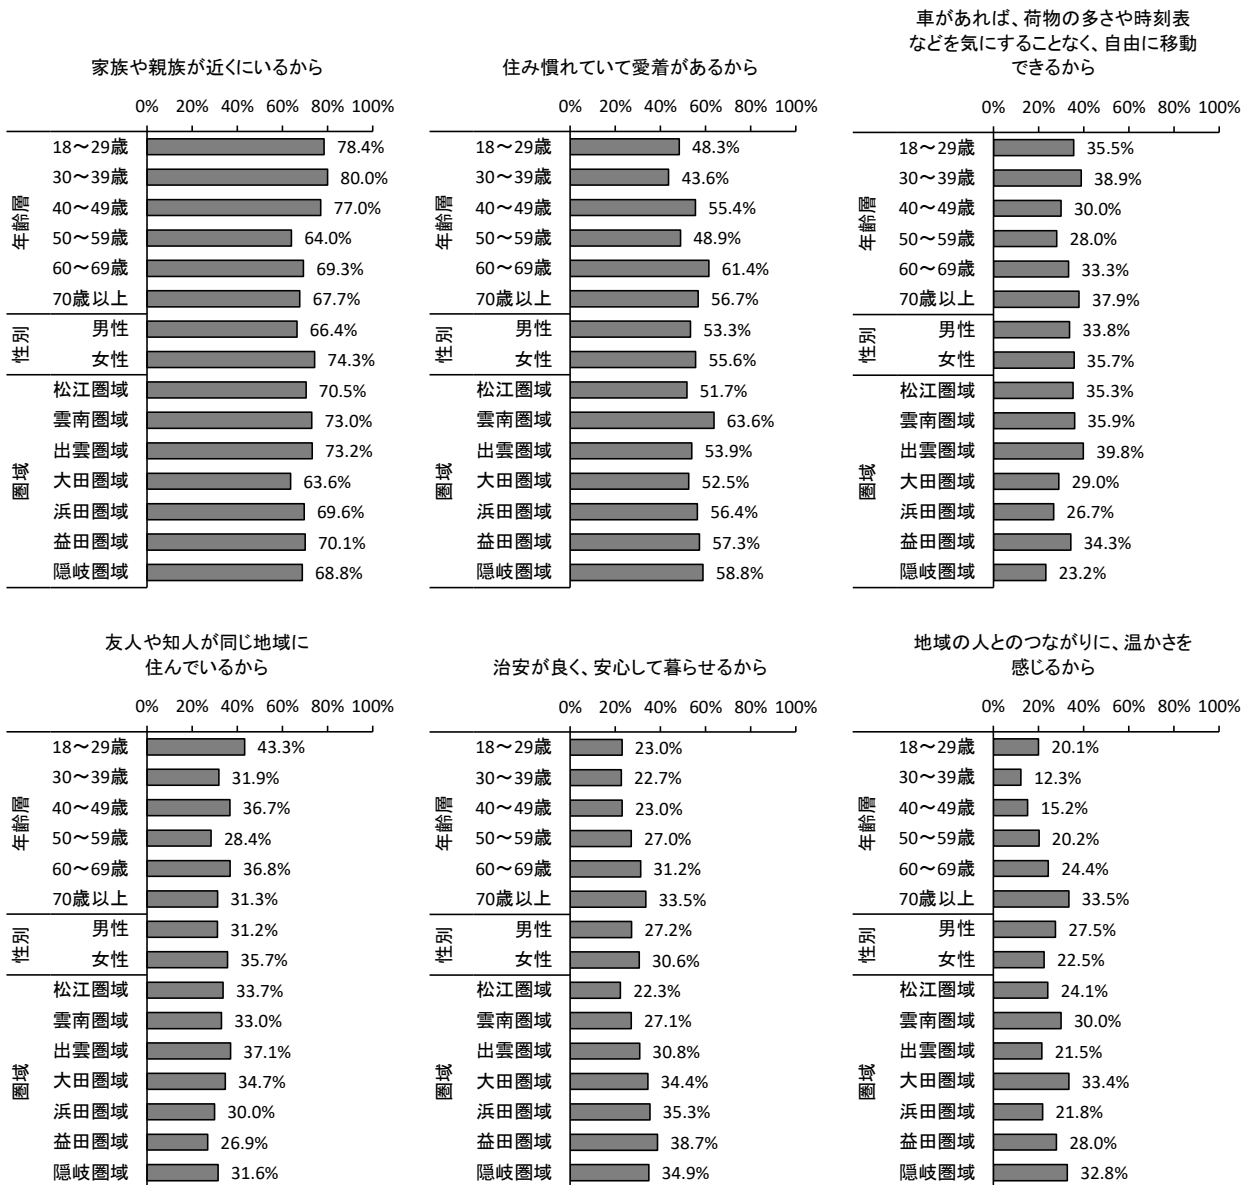 家族や親族が近くにいるから
0% 20% 40% 60% 80% 100%
年齢層
18～29歳 78.4%
30～39歳 80.0%
40～49歳 77.0%
50～59歳 64.0%
60～69歳 69.3%
70歳以上 67.7%
性別
男性 66.4%
女性 74.3%
圏域
松江圏域 70.5%
雲南圏域 73.0%
出雲圏域 73.2%
大田圏域 63.6%
浜田圏域 69.6%
益田圏域 70.1%
隠岐圏域 68.8%
住み慣れていて愛着があるから
0% 20% 40% 60% 80% 100%
年齢層
18～29歳 48.3%
30～39歳 43.6%
40～49歳 55.4%
50～59歳 48.9%
60～69歳 61.4%
70歳以上 56.7%
性別
男性 53.3%
女性 55.6%
圏域
松江圏域 51.7%
雲南圏域 63.6%
出雲圏域 53.9%
大田圏域 52.5%
浜田圏域 56.4%
益田圏域 57.3%
隠岐圏域 58.8%
車があれば、荷物の多さや時刻表
などを気にすることなく、自由に移動
できるから
0% 20% 40% 60% 80% 100%
年齢層
18～29歳 35.5%
30～39歳 38.9%
40～49歳 30.0%
50～59歳 28.0%
60～69歳 33.3%
70歳以上 37.9%
性別
男性 33.8%
女性 35.7%
圏域
松江圏域 35.3%
雲南圏域 35.9%
出雲圏域 39.8%
大田圏域 29.0%
浜田圏域 26.7%
益田圏域 34.3%
隠岐圏域 23.2%
友人や知人が同じ地域に
住んでいるから
0% 20% 40% 60% 80% 100%
年齢層
18～29歳 43.3%
30～39歳 31.9%
40～49歳 36.7%
50～59歳 28.4%
60～69歳 36.8%
70歳以上 31.3%
性別
男性 31.2%
女性 35.7%
圏域
松江圏域 33.7%
雲南圏域 33.0%
出雲圏域 37.1%
大田圏域 34.7%
浜田圏域 30.0%
益田圏域 26.9%
隠岐圏域 31.6%
治安が良く、安心して暮らせるから
0% 20% 40% 60% 80% 100%
年齢層
18～29歳 23.0%
30～39歳 22.7%
40～49歳 23.0%
50～59歳 27.0%
60～69歳 31.2%
70歳以上 33.5%
性別
男性 27.2%
女性 30.6%
圏域
松江圏域 22.3%
雲南圏域 27.1%
出雲圏域 30.8%
大田圏域 34.4%
浜田圏域 35.3%
益田圏域 38.7%
隠岐圏域 34.9%
地域の人とのつながりに、温かさを
感じるから
0% 20% 40% 60% 80% 100%
年齢層
18～29歳 20.1%
30～39歳 12.3%
40～49歳 15.2%
50～59歳 20.2%
60～69歳 24.4%
70歳以上 33.5%
性別
男性 27.5%
女性 22.5%
圏域
松江圏域 24.1%
雲南圏域 30.0%
出雲圏域 21.5%
大田圏域 33.4%
浜田圏域 21.8%
益田圏域 28.0%
隠岐圏域 32.8%